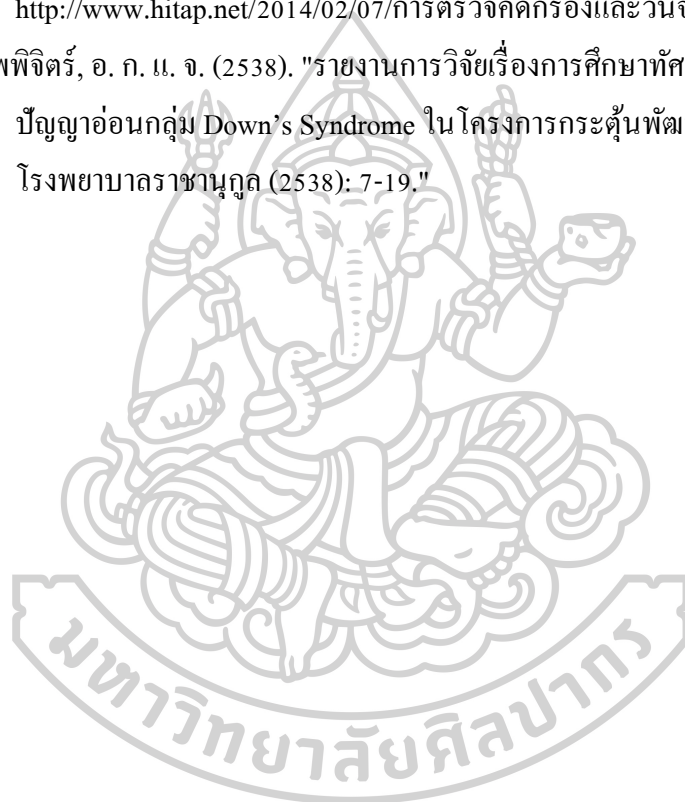 http://www.hitap.net/2014/02/07/การตรวจคัดกรองและวินิจ
พพิจิตร์, อ. ก. แ. จ. (2538). "รายงานการวิจัยเรื่องการศึกษาทัศ
ปัญญาอ่อนกลุ่ม Down's Syndrome ในโครงการกระตุ้นพัฒ
โรงพยาบาลราชานุกูล (2538): 7-19."
มหาวิทยาลัยศิลปากร